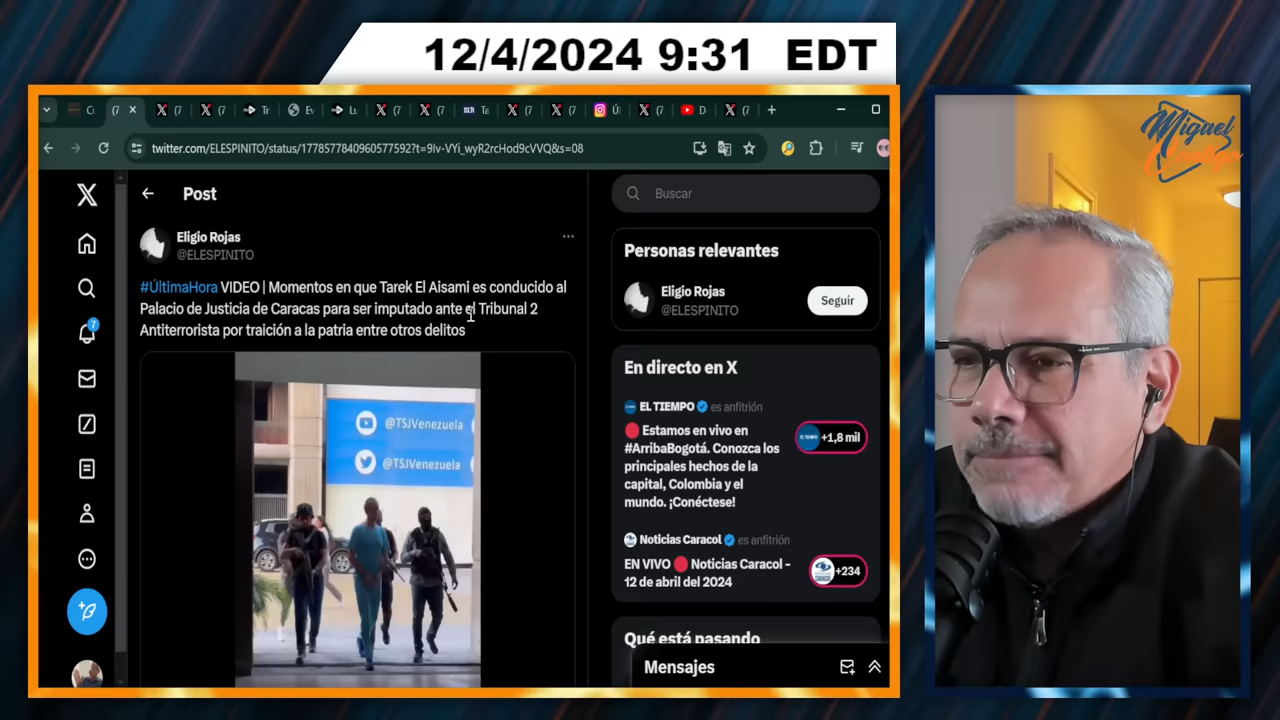 12/4/2024 9:31 EDT
twitter.com/ELESPINITO/status/1778577840960577592?t=9lv-VYi_wyR2rcHod9cVVQ&s=08
Post
Eligio Rojas
@ELESPINITO
#ÚltimaHora VIDEO | Momentos en que Tarek El Aisami es conducido al
Palacio de Justicia de Caracas para ser imputado ante el Tribunal 2
Antiterrorista por traición a la patria entre otros delitos
@TSJVenezuela
@TSJVenezuela
7
Buscar
Personas relevantes
Eligio Rojas
@ELESPINITO
Seguir
En directo en X
EL TIEMPO es anfitrión
Estamos en vivo en
#ArribaBogotá. Conozca los
principales hechos de la
capital, Colombia y el
mundo. ¡Conéctese!
+1,8 mil
Noticias Caracol es anfitrión
EN VIVO Noticias Caracol -
12 de abril del 2024
+234
Qué está pasando
Mensajes
Miguel